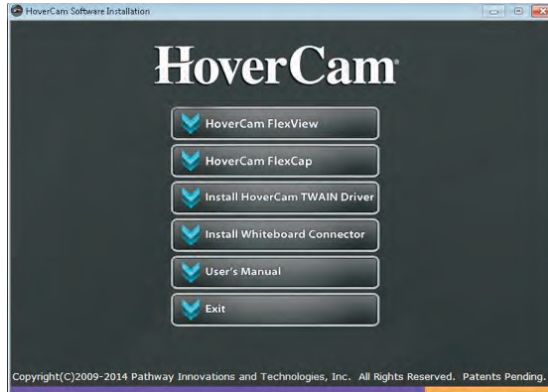 HoverCam Software Installation
HoverCam
HoverCam FlexView
HoverCam FlexCap
Install HoverCam TWAIN Driver
Install Whiteboard Connector
User's Manual
Exit
Copyright(C)2009-2014 Pathway Innovations and Technologies, Inc. All Rights Reserved. Patents Pending.